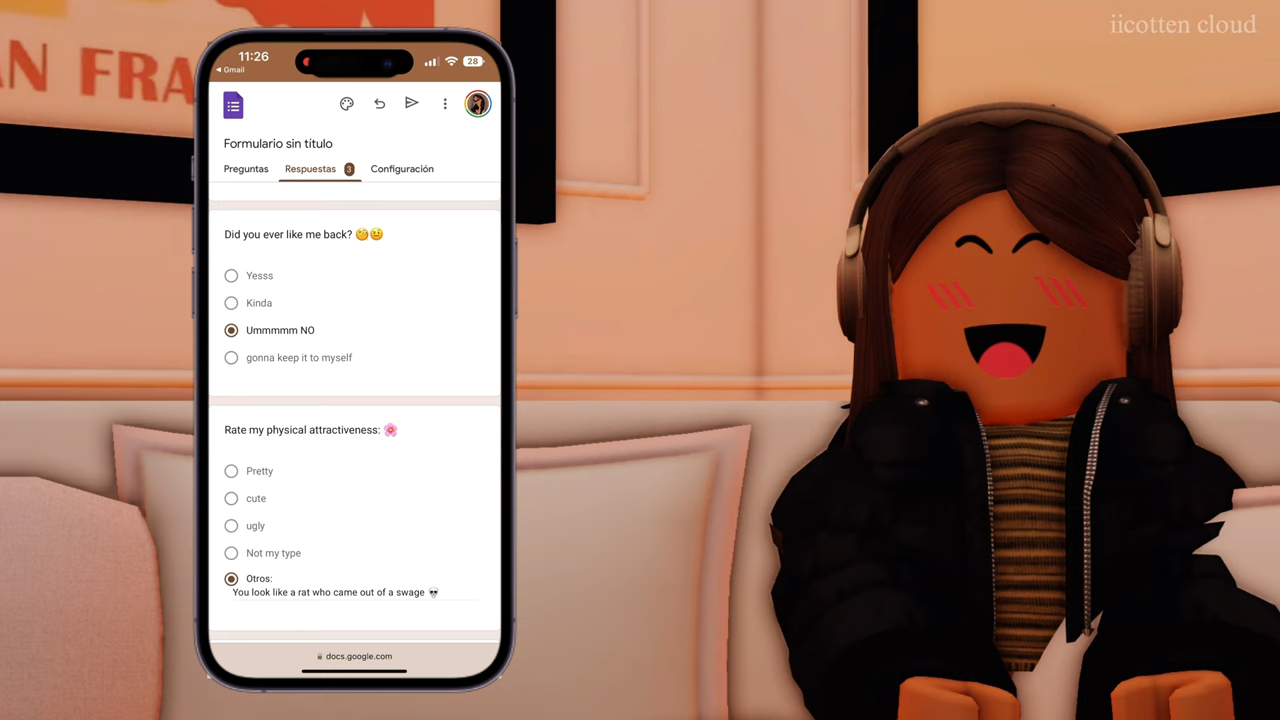 iicotten cloud
AN FRA
11:26
28
Gmail
Formulario sin título
Preguntas Respuestas 3 Configuración
Did you ever like me back? 🧐😉
Yesss
Kinda
Ummmmm NO
gonna keep it to myself
Rate my physical attractiveness: 🌸
Pretty
cute
ugly
Not my type
Otros:
You look like a rat who came out of a swage 💀
docs.google.com